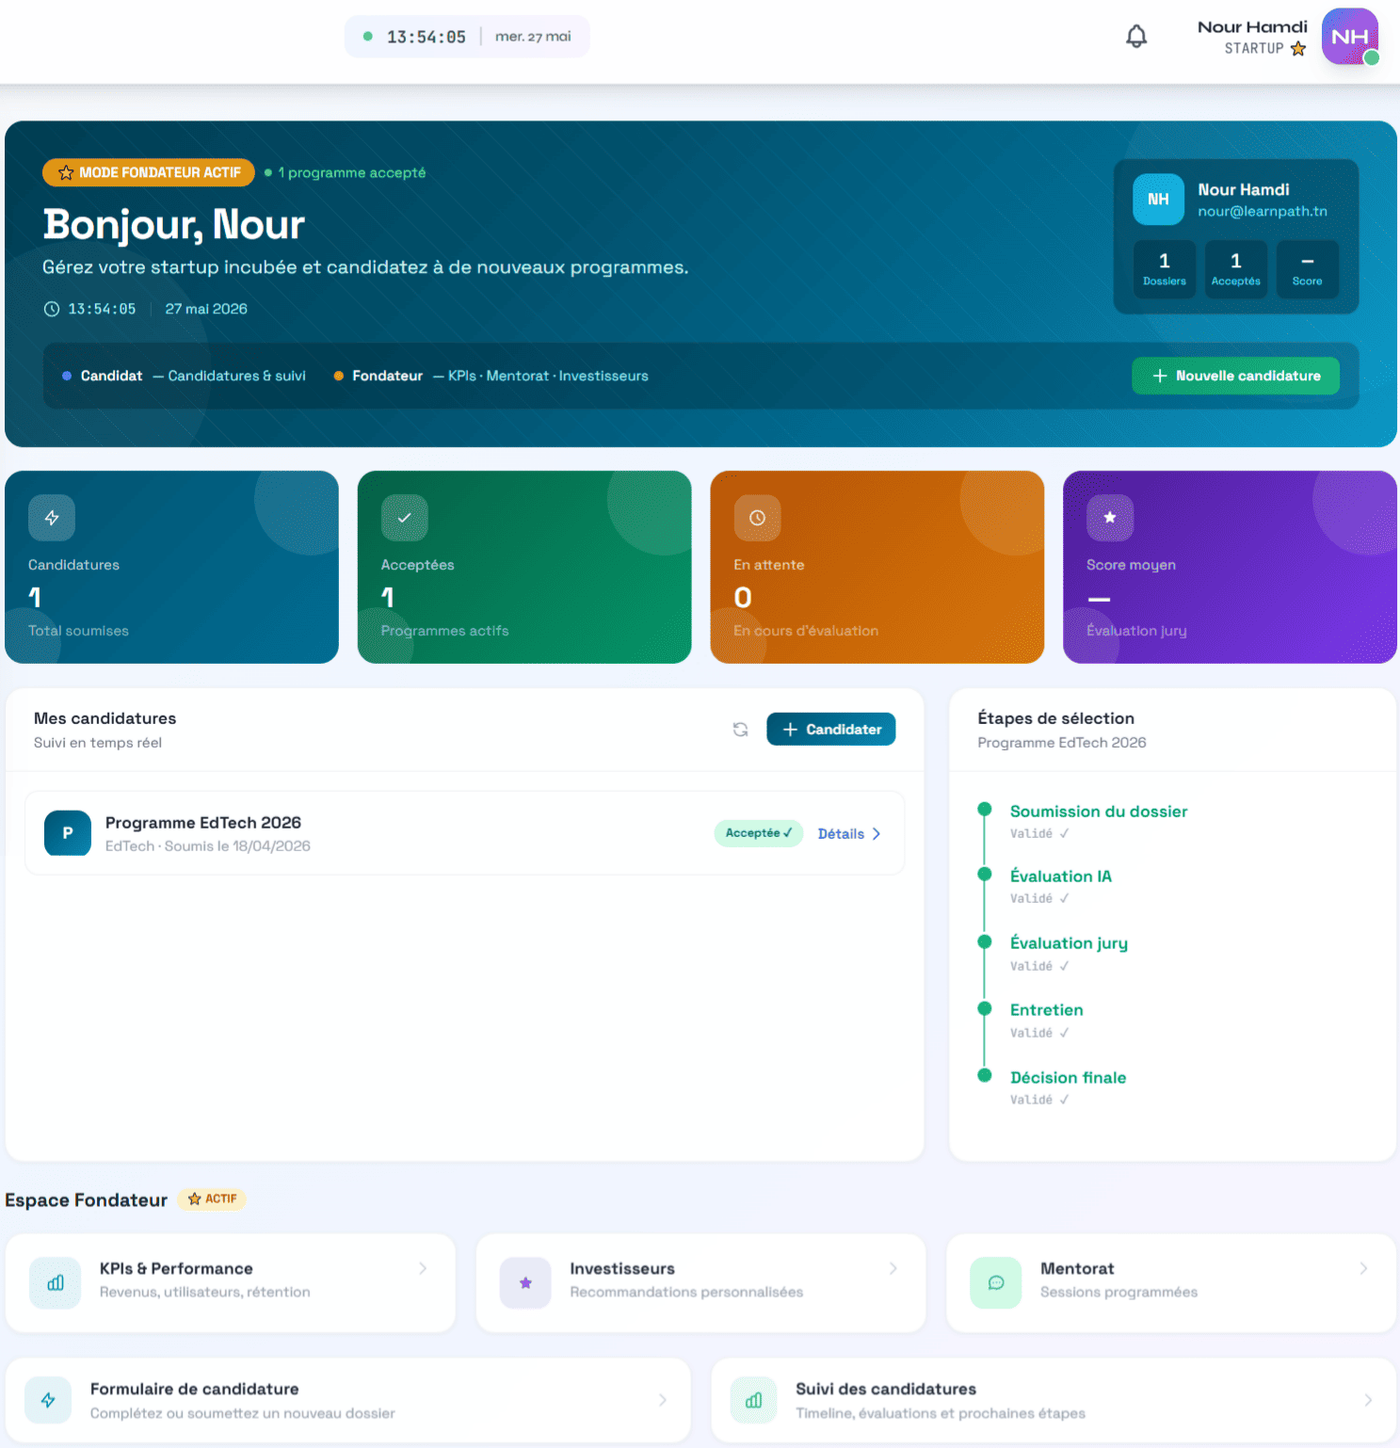 13:54:05 mer. 27 mai
Nour Hamdi
STARTUP ⭐
NH
MODE FONDATEUR ACTIF
1 programme accepté
Bonjour, Nour
Gérez votre startup incubée et candidatez à de nouveaux programmes.
13:54:05 27 mai 2026
NH
Nour Hamdi
nour@learnpath.tn
1 1 —
Dossiers Acceptés Score
Candidat — Candidatures & suivi Fondateur — KPIs · Mentorat · Investisseurs
+ Nouvelle candidature
Candidatures
1
Total soumises
Acceptées
1
Programmes actifs
En attente
0
En cours d'évaluation
Score moyen
—
Évaluation jury
Mes candidatures
Suivi en temps réel
+ Candidater
P
Programme EdTech 2026
EdTech · Soumis le 18/04/2026
Acceptée ✓
Détails
Étapes de sélection
Programme EdTech 2026
Soumission du dossier
Validé ✓
Évaluation IA
Validé ✓
Évaluation jury
Validé ✓
Entretien
Validé ✓
Décision finale
Validé ✓
Espace Fondateur ⭐ ACTIF
KPIs & Performance
Revenus, utilisateurs, rétention
Investisseurs
Recommandations personnalisées
Mentorat
Sessions programmées
Formulaire de candidature
Complétez ou soumettez un nouveau dossier
Suivi des candidatures
Timeline, évaluations et prochaines étapes